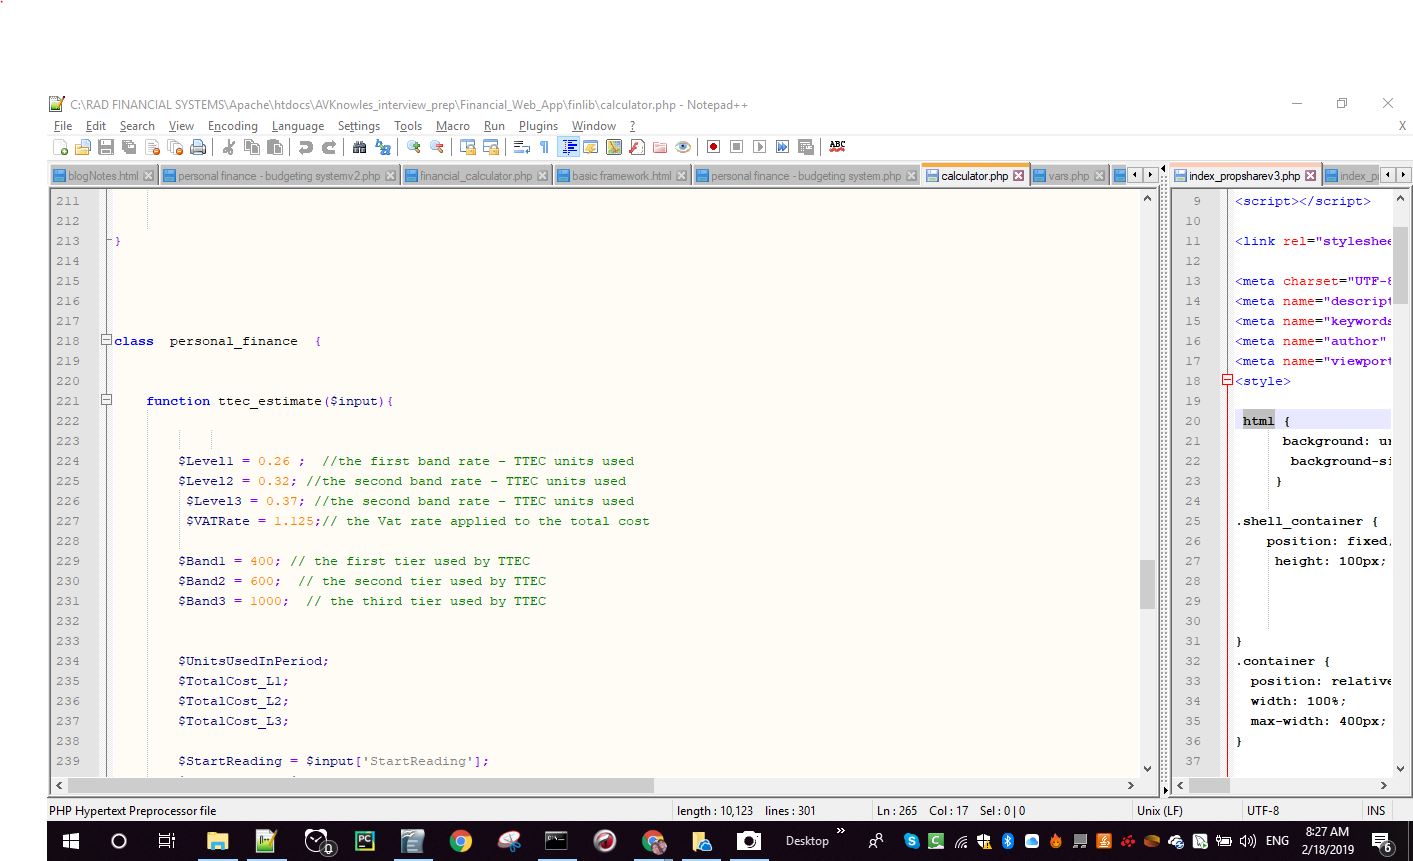 C:\RAD FINANCIAL SYSTEMS\Apache\htdocs\AVKnowles_interview_prep\Financial_Web_App\finlib\calculator.php - Notepad++
File Edit Search View Encoding Language Settings Tools Macro Run Plugins Window ? X
ABC
blogNotes.html personal finance - budgeting systemv2.php financial_calculator.php basic framework.html personal finance - budgeting system.php calculator.php vars.php index_propsharev3.php
211
212
213 }
214
215
216
217
218 class personal_finance {
219
220
221 function ttec_estimate($input){
222
223
224 $Level1 = 0.26 ; //the first band rate - TTEC units used
225 $Level2 = 0.32; //the second band rate - TTEC units used
226 $Level3 = 0.37; //the second band rate - TTEC units used
227 $VATRate = 1.125;// the Vat rate applied to the total cost
228
229 $Band1 = 400; // the first tier used by TTEC
230 $Band2 = 600; // the second tier used by TTEC
231 $Band3 = 1000; // the third tier used by TTEC
232
233
234 $UnitsUsedInPeriod;
235 $TotalCost_L1;
236 $TotalCost_L2;
237 $TotalCost_L3;
238
239 $StartReading = $input['StartReading'];
9 <script></script>
10
11 <link rel="styleshee
12
13 <meta charset="UTF-8
14 <meta name="descript
15 <meta name="keywords
16 <meta name="author"
17 <meta name="viewport
18 <style>
19
20 html {
21 background: ur
22 background-si
23 }
24
25 .shell_container {
26 position: fixed;
27 height: 100px;
28
29
30
31 }
32 .container {
33 position: relative
34 width: 100%;
35 max-width: 400px;
36 }
37
PHP Hypertext Preprocessor file length : 10,123 lines : 301 Ln : 265 Col : 17 Sel : 0 | 0 Unix (LF) UTF-8 INS
PC Desktop ENG 8:27 AM
2/18/2019 6